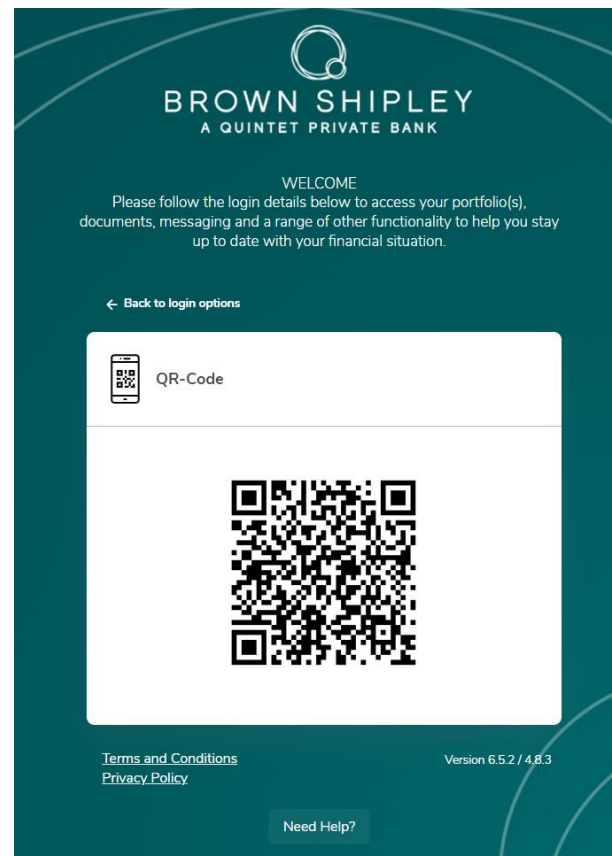 BROWN SHIPLEY
A QUINTET PRIVATE BANK
WELCOME
Please follow the login details below to access your portfolio(s),
documents, messaging and a range of other functionality to help you stay
up to date with your financial situation.
← Back to login options
QR-Code
Terms and Conditions
Version 6.5.2 / 4.8.3
Privacy Policy
Need Help?